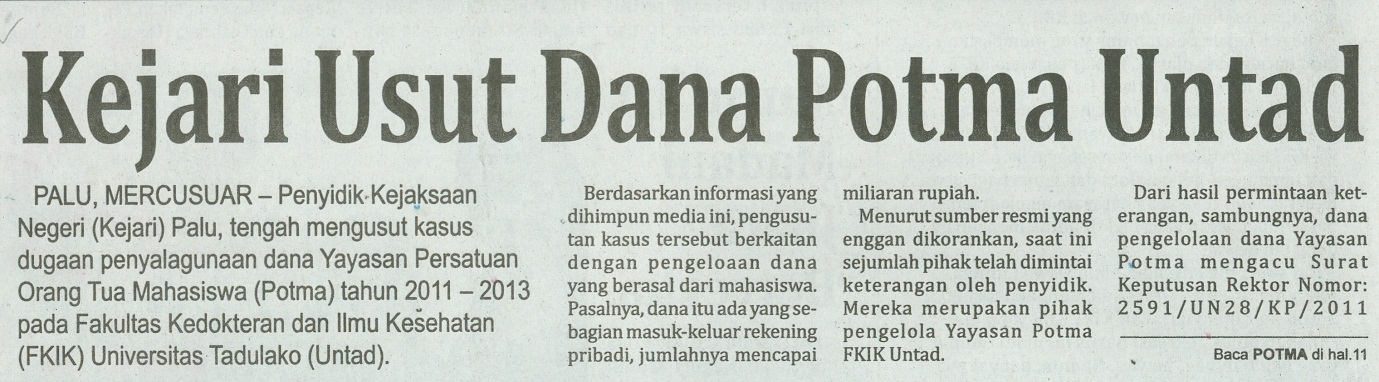 Kejari Usut Dana Potma Untad
PALU, MERCUSUAR – Penyidik Kejaksaan
Negeri (Kejari) Palu, tengah mengusut kasus
dugaan penyalagunaan dana Yayasan Persatuan
Orang Tua Mahasiswa (Potma) tahun 2011 – 2013
pada Fakultas Kedokteran dan Ilmu Kesehatan
(FKIK) Universitas Tadulako (Untad).
Berdasarkan informasi yang
dihimpun media ini, pengusu-
tan kasus tersebut berkaitan
dengan pengeloaan dana
yang berasal dari mahasiswa.
Pasalnya, dana itu ada yang se-
bagian masuk-keluar rekening
pribadi, jumlahnya mencapai
miliaran rupiah.
Menurut sumber resmi yang
enggan dikorankan, saat ini
sejumlah pihak telah dimintai
keterangan oleh penyidik.
Mereka merupakan pihak
pengelola Yayasan Potma
FKIK Untad.
Dari hasil permintaan ket-
erangan, sambungnya, dana
pengelolaan dana Yayasan
Potma mengacu Surat
Keputusan Rektor Nomor:
2591/UN28/KP/2011
Baca POTMA di hal.11